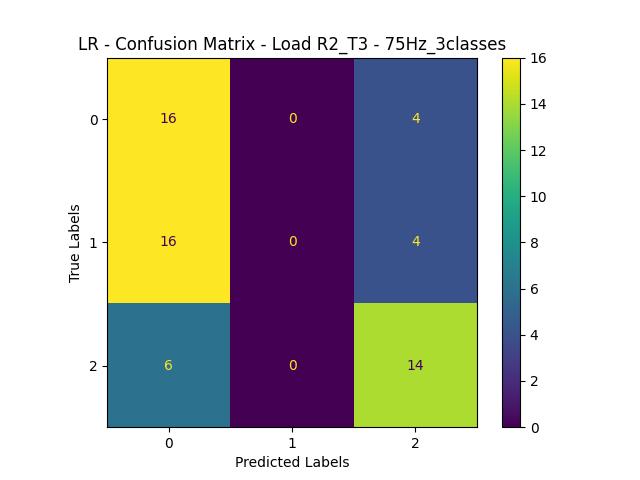 LR - Confusion Matrix - Load R2_T3 - 75Hz_3classes
True Labels
0 16 0 4
1 16 0 4
2 6 0 14
0 1 2
Predicted Labels
16
14
12
10
8
6
4
2
0